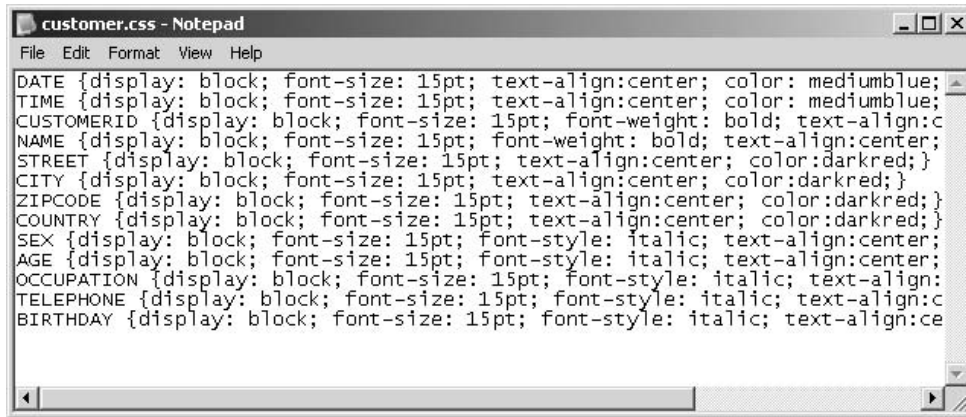 customer.css - Notepad
File Edit Format View Help
DATE {display: block; font-size: 15pt; text-align:center; color: mediumblue;
TIME {display: block; font-size: 15pt; text-align:center; color: mediumblue;
CUSTOMERID {display: block; font-size: 15pt; font-weight: bold; text-align:c
NAME {display: block; font-size: 15pt; font-weight: bold; text-align:center;
STREET {display: block; font-size: 15pt; text-align:center; color:darkred;}
CITY {display: block; font-size: 15pt; text-align:center; color:darkred;}
ZIPCODE {display: block; font-size: 15pt; text-align:center; color:darkred;}
COUNTRY {display: block; font-size: 15pt; text-align:center; color:darkred;}
SEX {display: block; font-size: 15pt; font-style: italic; text-align:center;
AGE {display: block; font-size: 15pt; font-style: italic; text-align:center;
OCCUPATION {display: block; font-size: 15pt; font-style: italic; text-align:
TELEPHONE {display: block; font-size: 15pt; font-style: italic; text-align:c
BIRTHDAY {display: block; font-size: 15pt; font-style: italic; text-align:ce